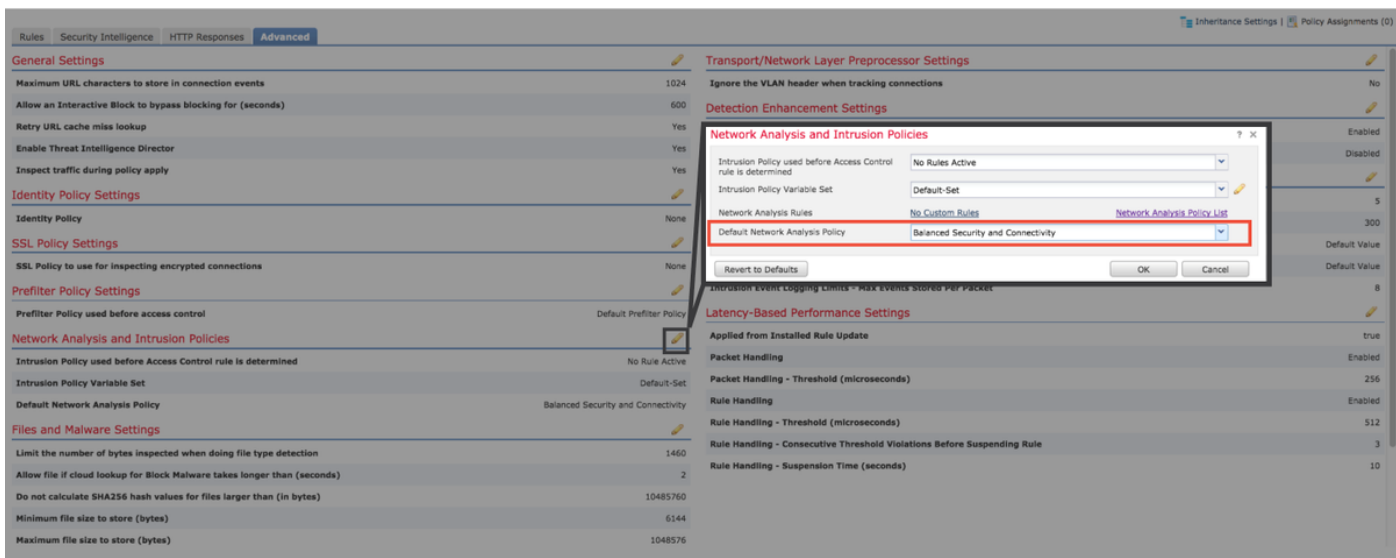 Inheritance Settings | Policy Assignments (0)
Rules Security Intelligence HTTP Responses Advanced
General Settings
Maximum URL characters to store in connection events 1024
Allow an Interactive Block to bypass blocking for (seconds) 600
Retry URL cache miss lookup Yes
Enable Threat Intelligence Director Yes
Inspect traffic during policy apply Yes
Identity Policy Settings
Identity Policy None
SSL Policy Settings
SSL Policy to use for inspecting encrypted connections None
Prefilter Policy Settings
Prefilter Policy used before access control Default Prefilter Policy
Network Analysis and Intrusion Policies
Intrusion Policy used before Access Control rule is determined No Rule Active
Intrusion Policy Variable Set Default-Set
Default Network Analysis Policy Balanced Security and Connectivity
Files and Malware Settings
Limit the number of bytes inspected when doing file type detection 1460
Allow file if cloud lookup for Block Malware takes longer than (seconds) 2
Do not calculate SHA256 hash values for files larger than (in bytes) 10485760
Minimum file size to store (bytes) 6144
Maximum file size to store (bytes) 1048576
Transport/Network Layer Preprocessor Settings
Ignore the VLAN header when tracking connections No
Detection Enhancement Settings
Enabled
Disabled
5
300
Default Value
Default Value
Network Analysis and Intrusion Policies ? ×
Intrusion Policy used before Access Control
rule is determined No Rules Active
Intrusion Policy Variable Set Default-Set
Network Analysis Rules No Custom Rules Network Analysis Policy List
Default Network Analysis Policy Balanced Security and Connectivity
Revert to Defaults OK Cancel
Intrusion Event Logging Limits - Max Events Stored Per Packet 8
Latency-Based Performance Settings
Applied from Installed Rule Update true
Packet Handling Enabled
Packet Handling - Threshold (microseconds) 256
Rule Handling Enabled
Rule Handling - Threshold (microseconds) 512
Rule Handling - Consecutive Threshold Violations Before Suspending Rule 3
Rule Handling - Suspension Time (seconds) 10